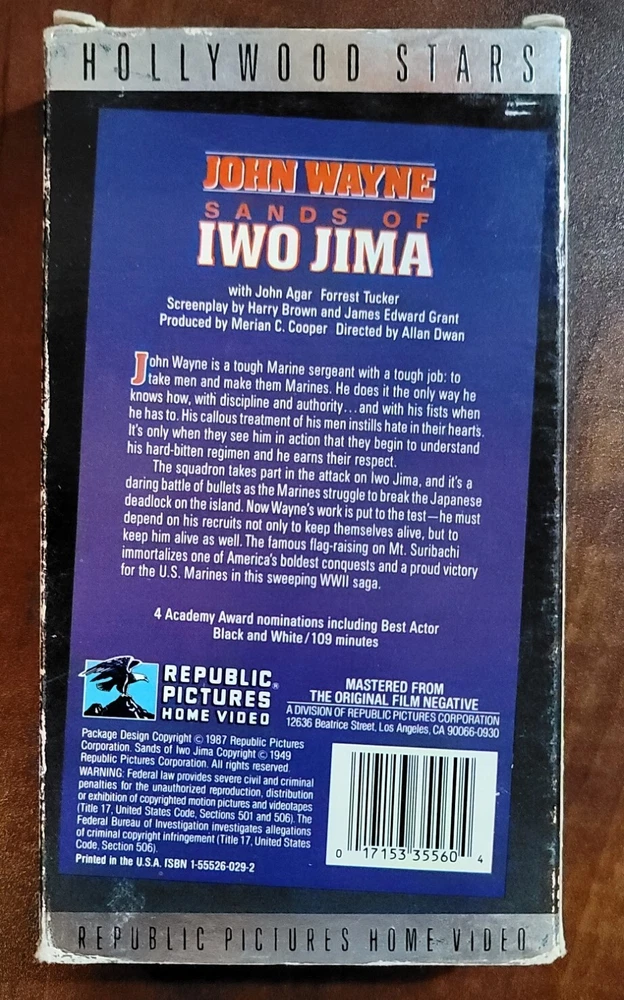 HOLLYWOOD STARS
JOHN WAYNE
SANDS OF
IWO JIMA
with John Agar Forrest Tucker
Screenplay by Harry Brown and James Edward Grant
Produced by Merian C. Cooper Directed by Allan Dwan
John Wayne is a tough Marine sergeant with a tough job: to
take men and make them Marines. He does it the only way he
knows how, with discipline and authority...and with his fists when
he has to. His callous treatment of his men instills hate in their hearts.
It's only when they see him in action that they begin to understand
his hard-bitten regimen and he earns their respect.
The squadron takes part in the attack on Iwo Jima, and it's a
daring battle of bullets as the Marines struggle to break the Japanese
deadlock on the island. Now Wayne's work is put to the test—he must
depend on his recruits not only to keep themselves alive, but to
keep him alive as well. The famous flag-raising on Mt. Suribachi
immortalizes one of America's boldest conquests and a proud victory
for the U.S. Marines in this sweeping WWII saga.
4 Academy Award nominations including Best Actor
Black and White/109 minutes
REPUBLIC
PICTURES®
HOME VIDEO
MASTERED FROM
THE ORIGINAL FILM NEGATIVE
A DIVISION OF REPUBLIC PICTURES CORPORATION
12636 Beatrice Street, Los Angeles, CA 90066-0930
Package Design Copyright © 1987 Republic Pictures
Corporation. Sands of Iwo Jima Copyright © 1949
Republic Pictures Corporation. All rights reserved.
WARNING: Federal law provides severe civil and criminal
penalties for the unauthorized reproduction, distribution
or exhibition of copyrighted motion pictures and videotapes
(Title 17, United States Code, Sections 501 and 506). The
Federal Bureau of Investigation investigates allegations
of criminal copyright infringement (Title 17, United States
Code, Section 506).
Printed in the U.S.A. ISBN 1-55526-029-2
0 17153 35560 4
REPUBLIC PICTURES HOME VIDEO